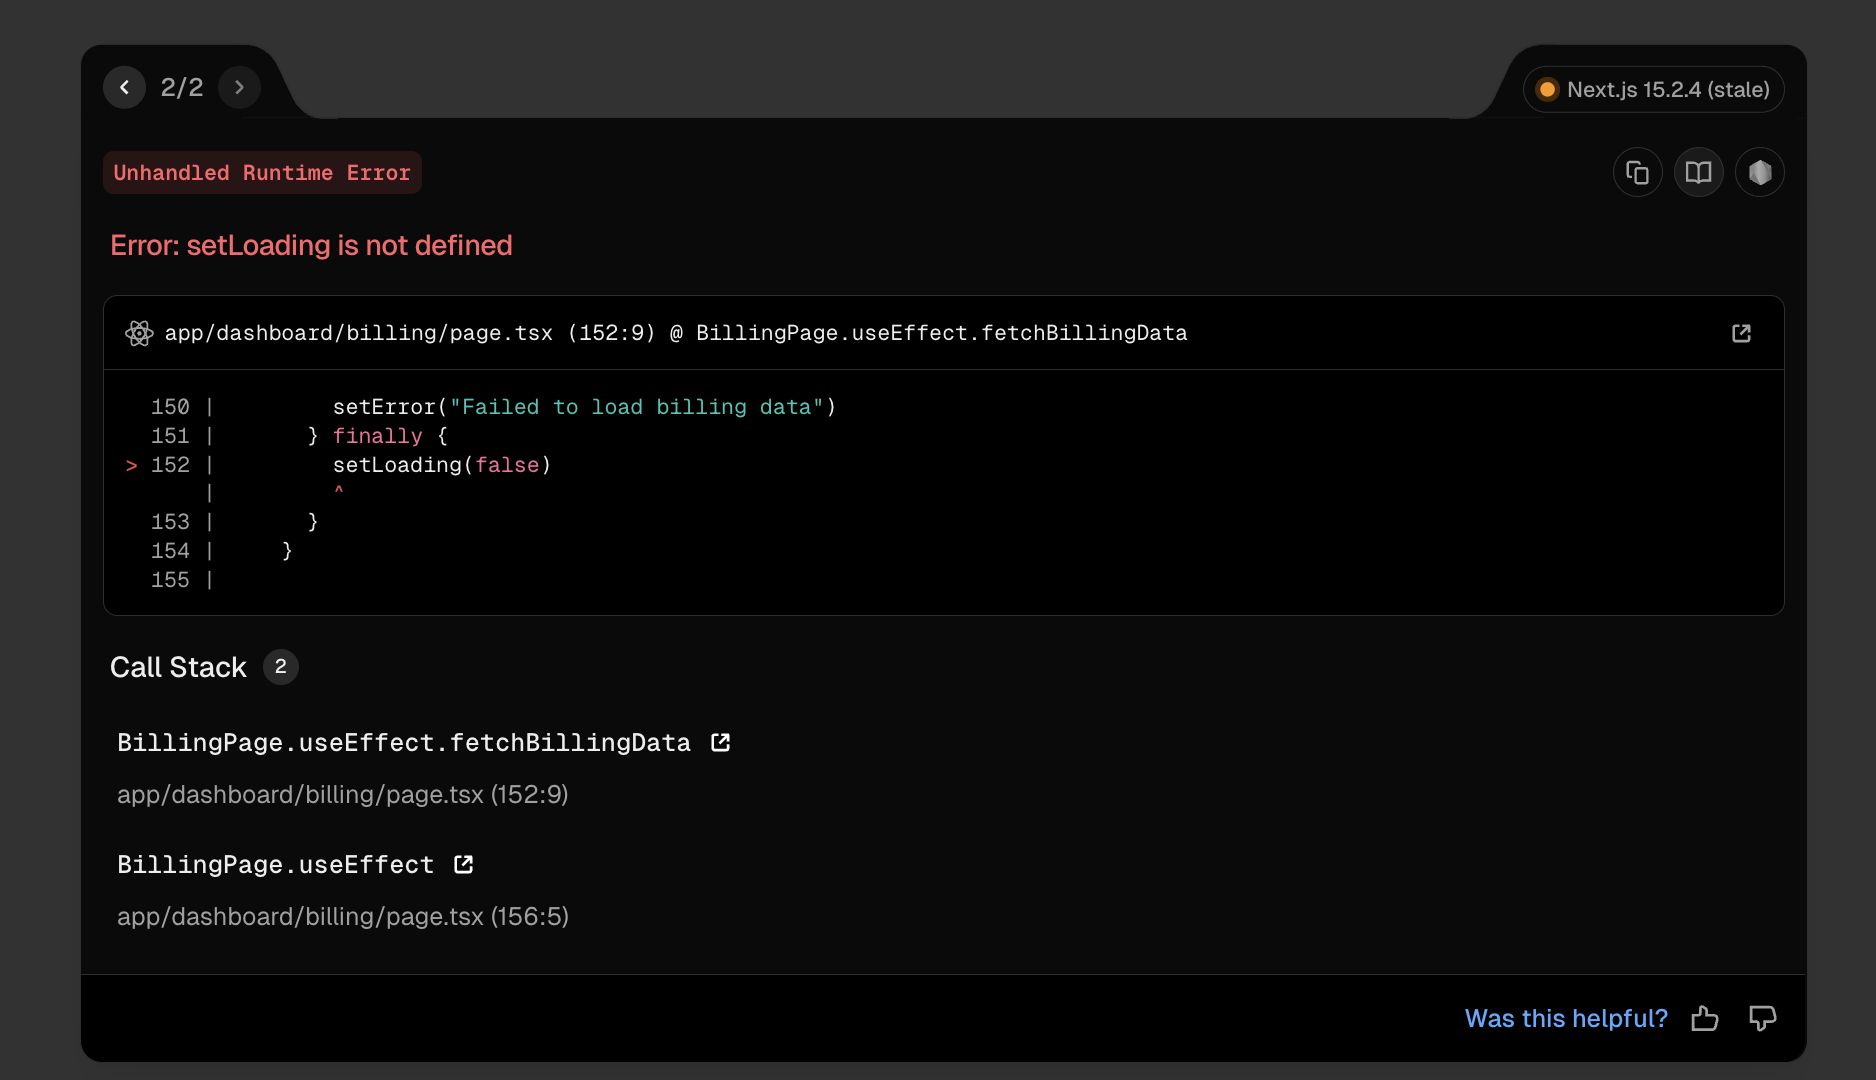 2/2
Next.js 15.2.4 (stale)
Unhandled Runtime Error
Error: setLoading is not defined
app/dashboard/billing/page.tsx (152:9) @ BillingPage.useEffect.fetchBillingData
150 |         setError("Failed to load billing data")
151 |       } finally {
> 152 |         setLoading(false)
|         ^
153 |       }
154 |     }
155 |
Call Stack 2
BillingPage.useEffect.fetchBillingData
app/dashboard/billing/page.tsx (152:9)
BillingPage.useEffect
app/dashboard/billing/page.tsx (156:5)
Was this helpful?